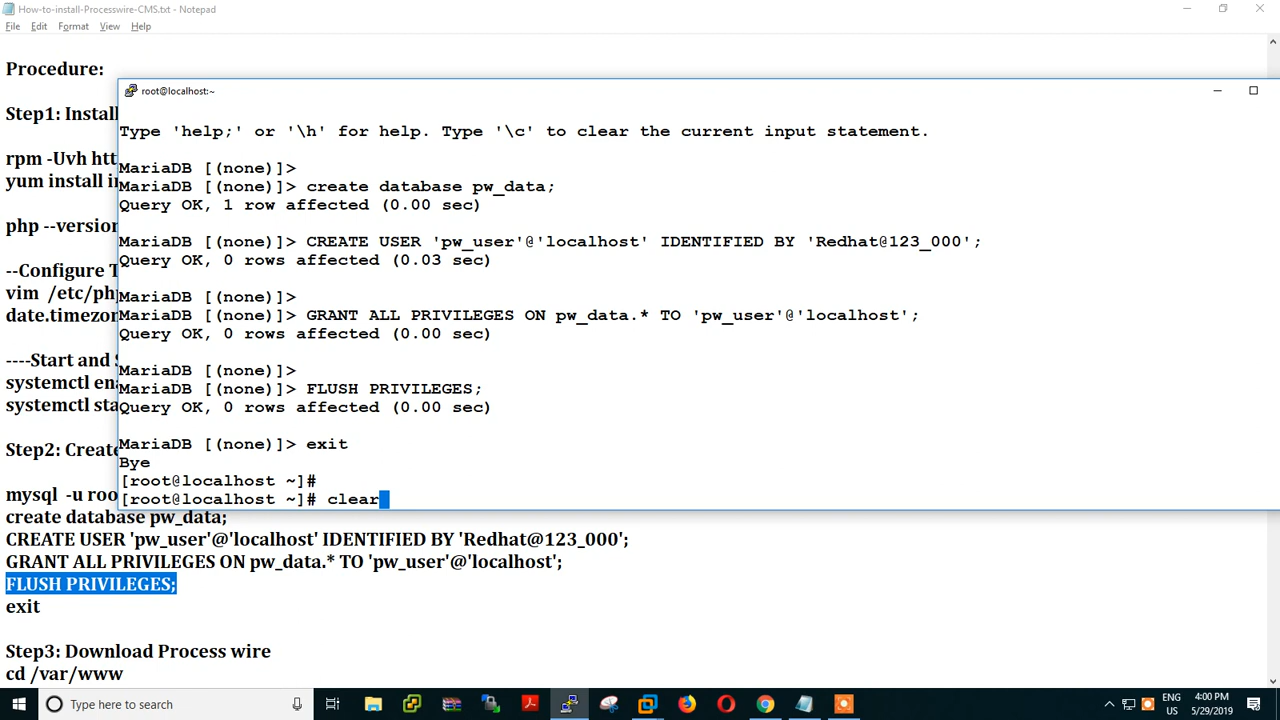 How-to-install-Processwire-CMS.txt - Notepad
File Edit Format View Help
Procedure:
Step1: Instal
rpm -Uvh htt
yum install i
php --version
--Configure T
vim /etc/php
date.timezon
----Start and S
systemctl en
systemctl sta
Step2: Create
mysql -u roo
root@localhost:~
Type 'help;' or '\h' for help. Type '\c' to clear the current input statement.
MariaDB [(none)]>
MariaDB [(none)]> create database pw_data;
Query OK, 1 row affected (0.00 sec)
MariaDB [(none)]> CREATE USER 'pw_user'@'localhost' IDENTIFIED BY 'Redhat@123_000';
Query OK, 0 rows affected (0.03 sec)
MariaDB [(none)]>
MariaDB [(none)]> GRANT ALL PRIVILEGES ON pw_data.* TO 'pw_user'@'localhost';
Query OK, 0 rows affected (0.00 sec)
MariaDB [(none)]>
MariaDB [(none)]> FLUSH PRIVILEGES;
Query OK, 0 rows affected (0.00 sec)
MariaDB [(none)]> exit
Bye
[root@localhost ~]#
[root@localhost ~]# clear
create database pw_data;
CREATE USER 'pw_user'@'localhost' IDENTIFIED BY 'Redhat@123_000';
GRANT ALL PRIVILEGES ON pw_data.* TO 'pw_user'@'localhost';
FLUSH PRIVILEGES;
exit
Step3: Download Process wire
cd /var/www
Type here to search
ENG
US
4:00 PM
5/29/2019